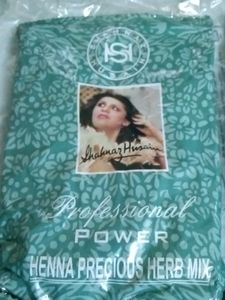 SH
Shahnaz Husain
Professional
POWER
HENNA PRECIOUS HERB MIX